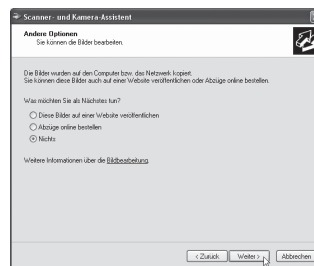 Scanner- und Kamera-Assistent
Andere Optionen
Sie können die Bilder bearbeiten.
Die Bilder wurden auf den Computer bzw. das Netzwerk kopiert.
Sie können diese Bilder auch auf einer Website veröffentlichen oder Abzüge online bestellen.
Was möchten Sie als Nächstes tun?
Diese Bilder auf einer Website veröffentlichen
Abzüge online bestellen
Nichts
Weitere Informationen über die Bildbearbeitung.
< Zurück Weiter > Abbrechen